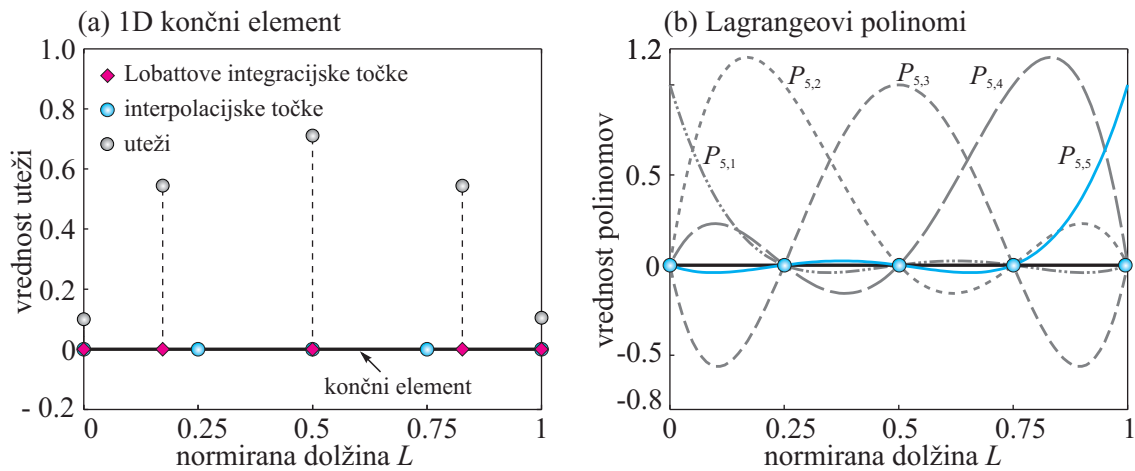 (a) 1D končni element
1.0
0.8
0.6
0.4
0.2
0
- 0.2
vrednost uteži
Lobattove integracijske točke
interpolacijske točke
uteži
končni element
0 0.25 0.5 0.75 1
normirana dolžina L
(b) Lagrangeovi polinomi
1.2
0.5
0
-0.5
-0.8
vrednost polinomov
P5,1
P5,2
P5,3
P5,4
P5,5
0 0.25 0.5 0.75 1
normirana dolžina L